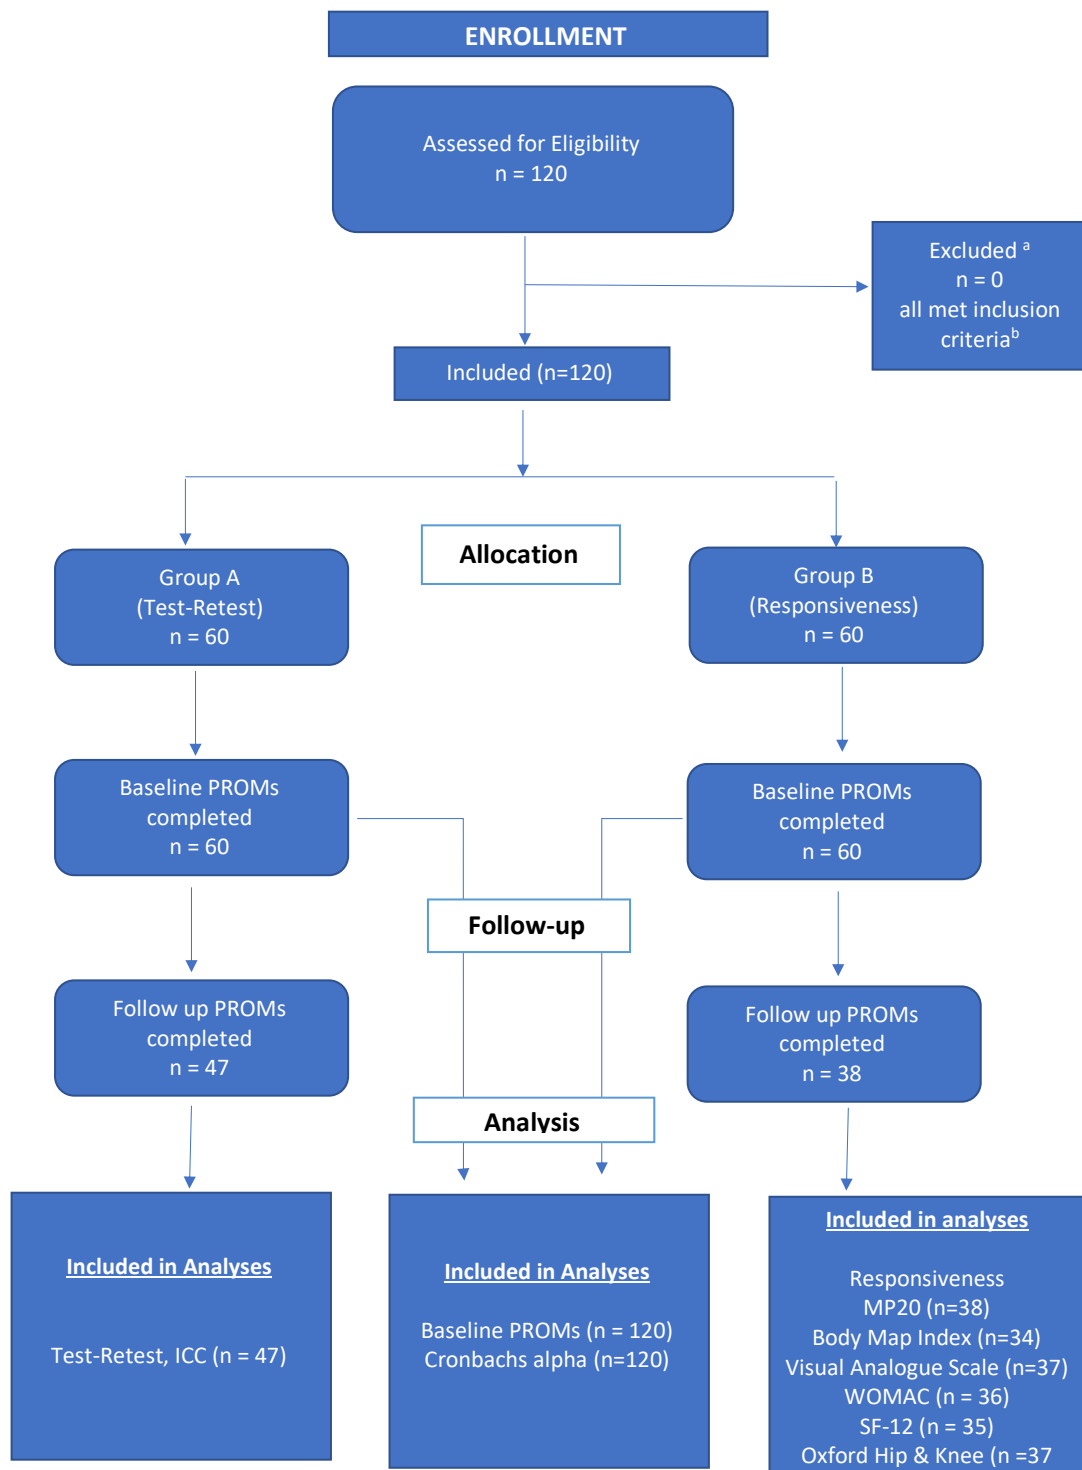 ENROLLMENT
Assessed for Eligibility
n = 120
Excluded a
n = 0
all met inclusion
criteriab
Included (n=120)
Allocation
Group A
(Test-Retest)
n = 60
Group B
(Responsiveness)
n = 60
Baseline PROMs
completed
n = 60
Baseline PROMs
completed
n = 60
Follow-up
Follow up PROMs
completed
n = 47
Follow up PROMs
completed
n = 38
Analysis
Included in Analyses
Test-Retest, ICC (n = 47)
Included in Analyses
Baseline PROMs (n = 120)
Cronbachs alpha (n=120)
Included in analyses
Responsiveness
MP20 (n=38)
Body Map Index (n=34)
Visual Analogue Scale (n=37)
WOMAC (n = 36)
SF-12 (n = 35)
Oxford Hip & Knee (n =37